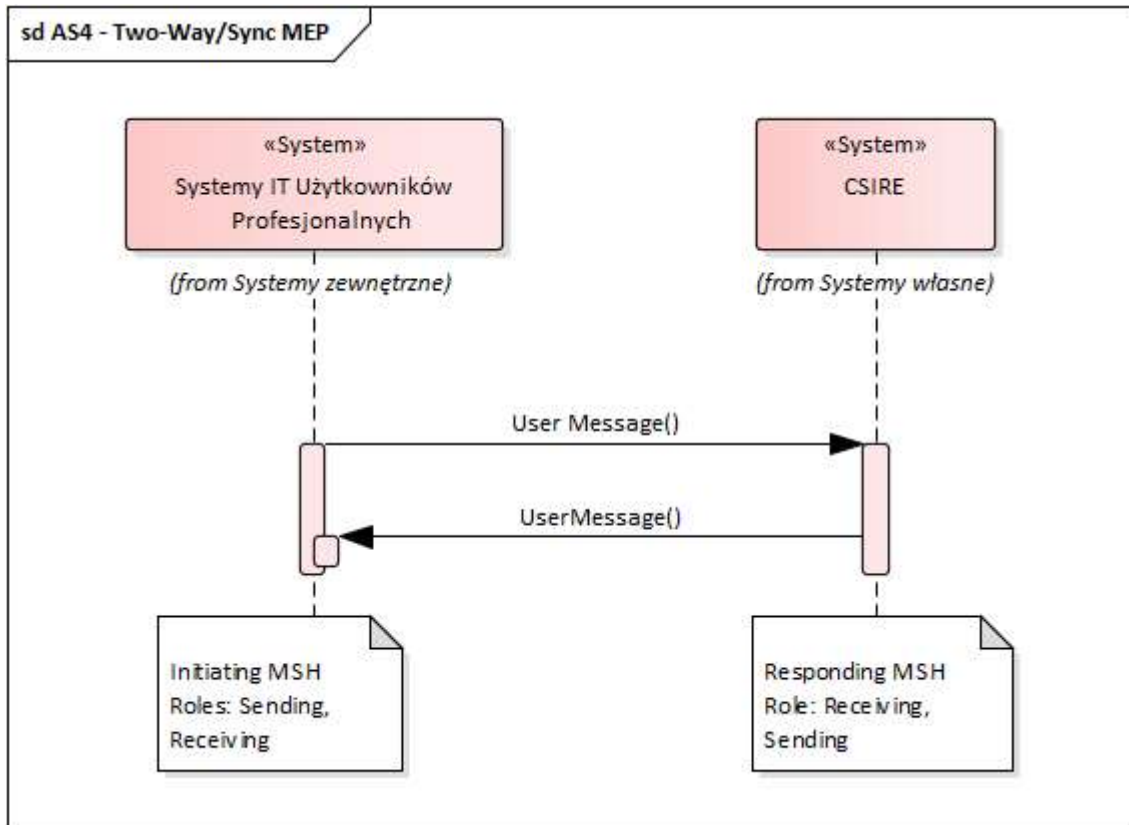 sd AS4 - Two-Way/Sync MEP
«System»
Systemy IT Użytkowników
Profesjonalnych
(from Systemy zewnętrzne)
«System»
CSIRE
(from Systemy własne)
User Message()
UserMessage()
Initiating MSH
Roles: Sending,
Receiving
Responding MSH
Role: Receiving,
Sending